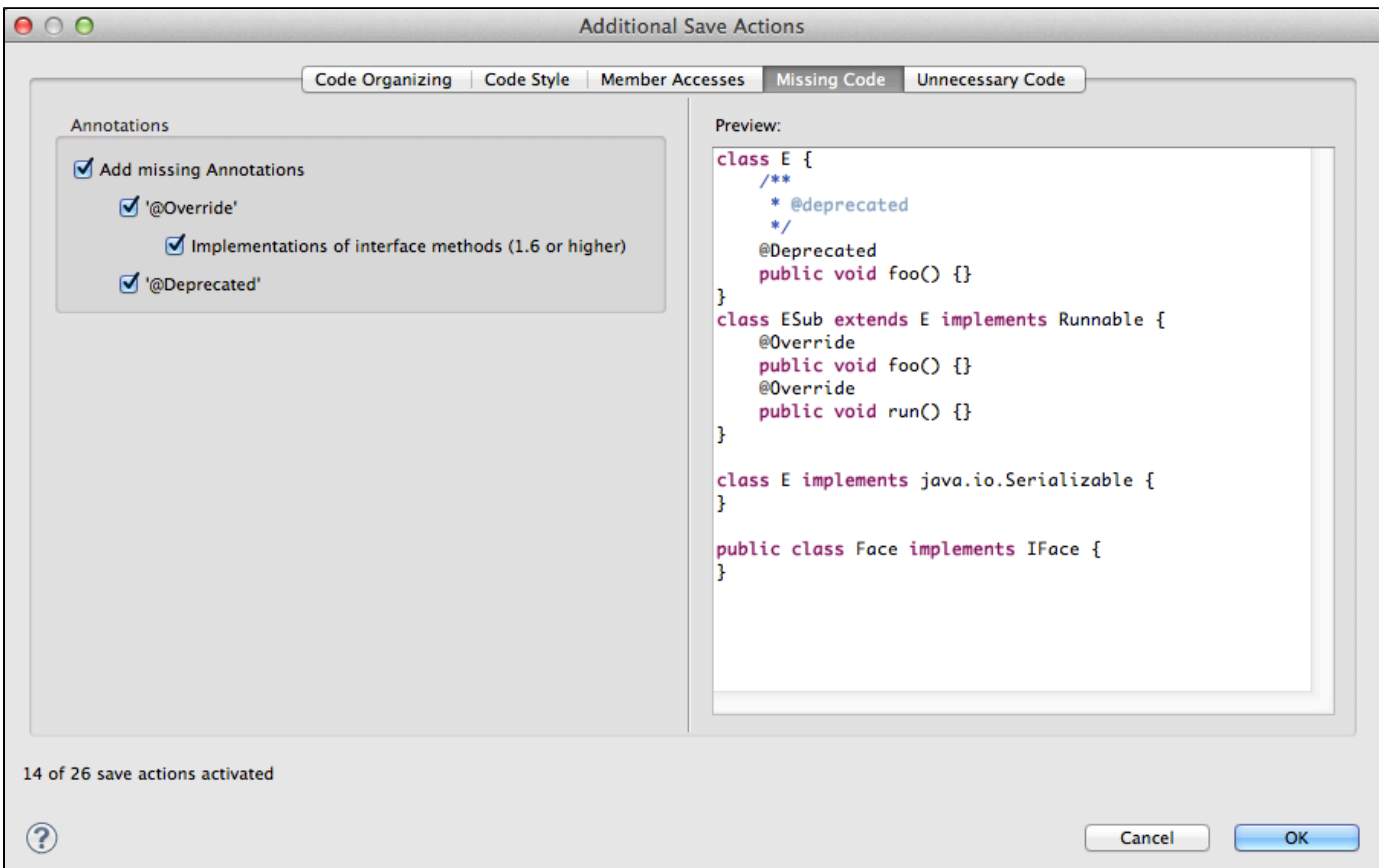 Additional Save Actions
Code Organizing Code Style Member Accesses Missing Code Unnecessary Code
Annotations
Add missing Annotations
'@Override'
Implementations of interface methods (1.6 or higher)
'@Deprecated'
Preview:
class E {
    /**
     * @deprecated
     */
    @Deprecated
    public void foo() {}
}
class ESub extends E implements Runnable {
    @Override
    public void foo() {}
    @Override
    public void run() {}
}

class E implements java.io.Serializable {
}

public class Face implements IFace {
}
14 of 26 save actions activated
?
Cancel OK